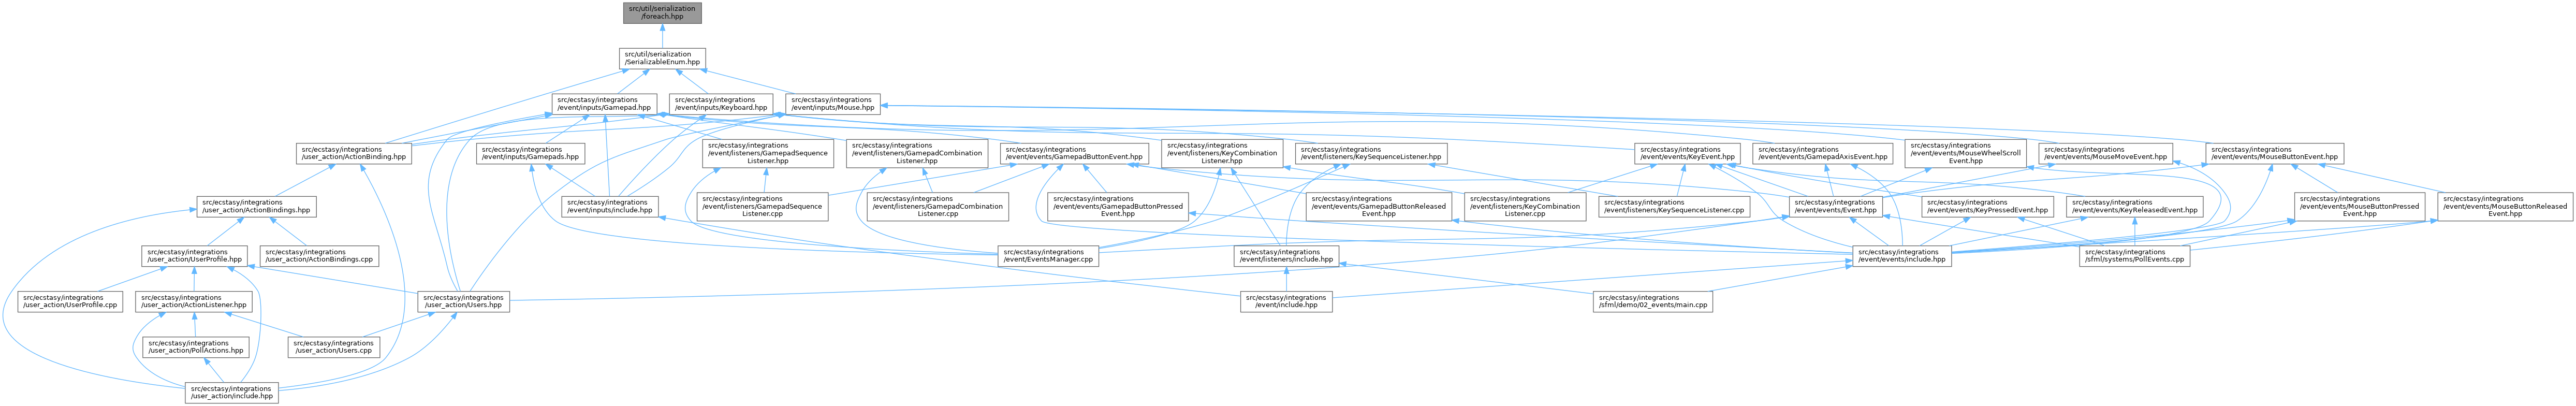 src/util/serialization
/foreach.hpp
src/util/serialization
/SerializableEnum.hpp
src/ecstasy/integrations
/event/inputs/Gamepad.hpp
src/ecstasy/integrations
/event/inputs/Keyboard.hpp
src/ecstasy/integrations
/event/inputs/Mouse.hpp
src/ecstasy/integrations
/user_action/ActionBinding.hpp
src/ecstasy/integrations
/event/inputs/Gamepads.hpp
src/ecstasy/integrations
/event/listeners/GamepadSequence
Listener.hpp
src/ecstasy/integrations
/event/listeners/GamepadCombination
Listener.hpp
src/ecstasy/integrations
/event/events/GamepadButtonEvent.hpp
src/ecstasy/integrations
/event/listeners/KeyCombination
Listener.hpp
src/ecstasy/integrations
/event/listeners/KeySequenceListener.hpp
src/ecstasy/integrations
/event/events/KeyEvent.hpp
src/ecstasy/integrations
/event/events/GamepadAxisEvent.hpp
src/ecstasy/integrations
/event/events/MouseWheelScroll
Event.hpp
src/ecstasy/integrations
/event/events/MouseMoveEvent.hpp
src/ecstasy/integrations
/event/events/MouseButtonEvent.hpp
src/ecstasy/integrations
/user_action/ActionBindings.hpp
src/ecstasy/integrations
/event/inputs/include.hpp
src/ecstasy/integrations
/event/listeners/GamepadSequence
Listener.cpp
src/ecstasy/integrations
/event/listeners/GamepadCombination
Listener.cpp
src/ecstasy/integrations
/event/events/GamepadButtonPressed
Event.hpp
src/ecstasy/integrations
/event/events/GamepadButtonReleased
Event.hpp
src/ecstasy/integrations
/event/listeners/KeyCombination
Listener.cpp
src/ecstasy/integrations
/event/listeners/KeySequenceListener.cpp
src/ecstasy/integrations
/event/events/Event.hpp
src/ecstasy/integrations
/event/events/KeyPressedEvent.hpp
src/ecstasy/integrations
/event/events/KeyReleasedEvent.hpp
src/ecstasy/integrations
/event/events/MouseButtonPressed
Event.hpp
src/ecstasy/integrations
/event/events/MouseButtonReleased
Event.hpp
src/ecstasy/integrations
/user_action/UserProfile.hpp
src/ecstasy/integrations
/user_action/ActionBindings.cpp
src/ecstasy/integrations
/event/EventsManager.cpp
src/ecstasy/integrations
/event/listeners/include.hpp
src/ecstasy/integrations
/event/events/include.hpp
src/ecstasy/integrations
/sfml/systems/PollEvents.cpp
src/ecstasy/integrations
/user_action/UserProfile.cpp
src/ecstasy/integrations
/user_action/ActionListener.hpp
src/ecstasy/integrations
/user_action/Users.hpp
src/ecstasy/integrations
/event/include.hpp
src/ecstasy/integrations
/sfml/demo/02_events/main.cpp
src/ecstasy/integrations
/user_action/PollActions.hpp
src/ecstasy/integrations
/user_action/Users.cpp
src/ecstasy/integrations
/user_action/include.hpp